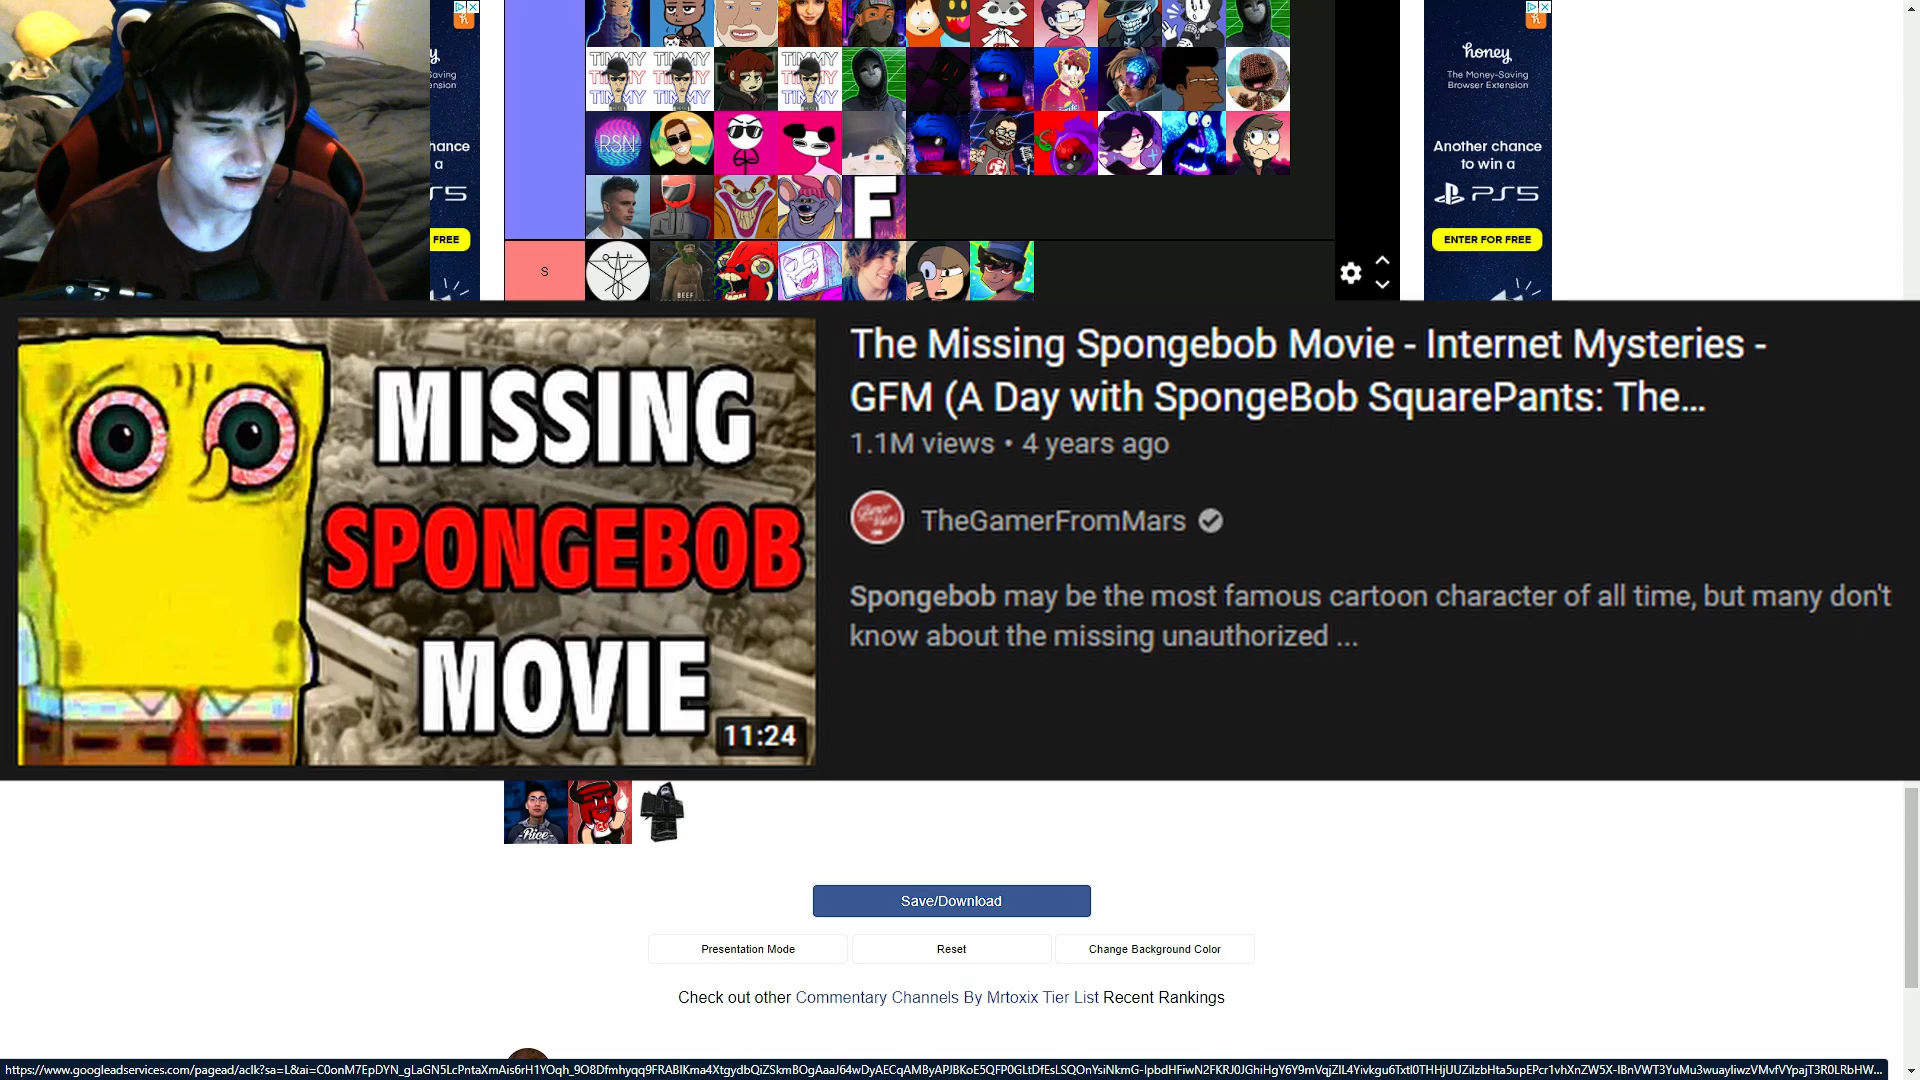 honey
The Money-Saving
Browser Extension
Another chance
to win a
PS5
ENTER FOR FREE
y.
aving
ension
hance
a
FREE
TIMMY
TIMMY
TIMMY
RSN
F
S
BEEF
MISSING
SPONGEBOB
MOVIE
11:24
The Missing Spongebob Movie - Internet Mysteries -
GFM (A Day with SpongeBob SquarePants: The...
1.1M views • 4 years ago
TheGamerFromMars
Spongebob may be the most famous cartoon character of all time, but many don't
know about the missing unauthorized ...
-Rice-
Save/Download
Presentation Mode
Reset
Change Background Color
Check out other Commentary Channels By Mrtoxix Tier List Recent Rankings